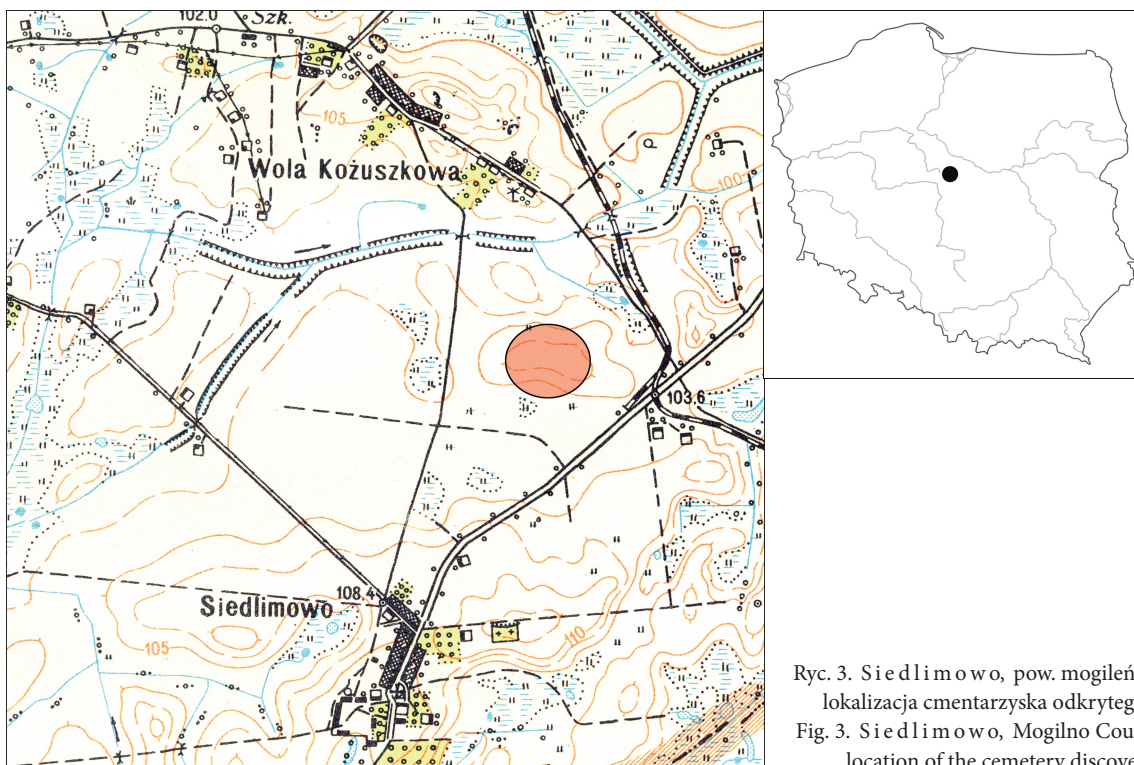 102.0 Szk.
105
Wola Kożuszkowa
100
103.6
108.4
Siedlimowo
105
110
Ryc. 3. Siedlimowo, pow. mogileń
lokalizacja cmentarzyska odkryteg
Fig. 3. Siedlimowo, Mogilno Cou
location of the cemetery discove